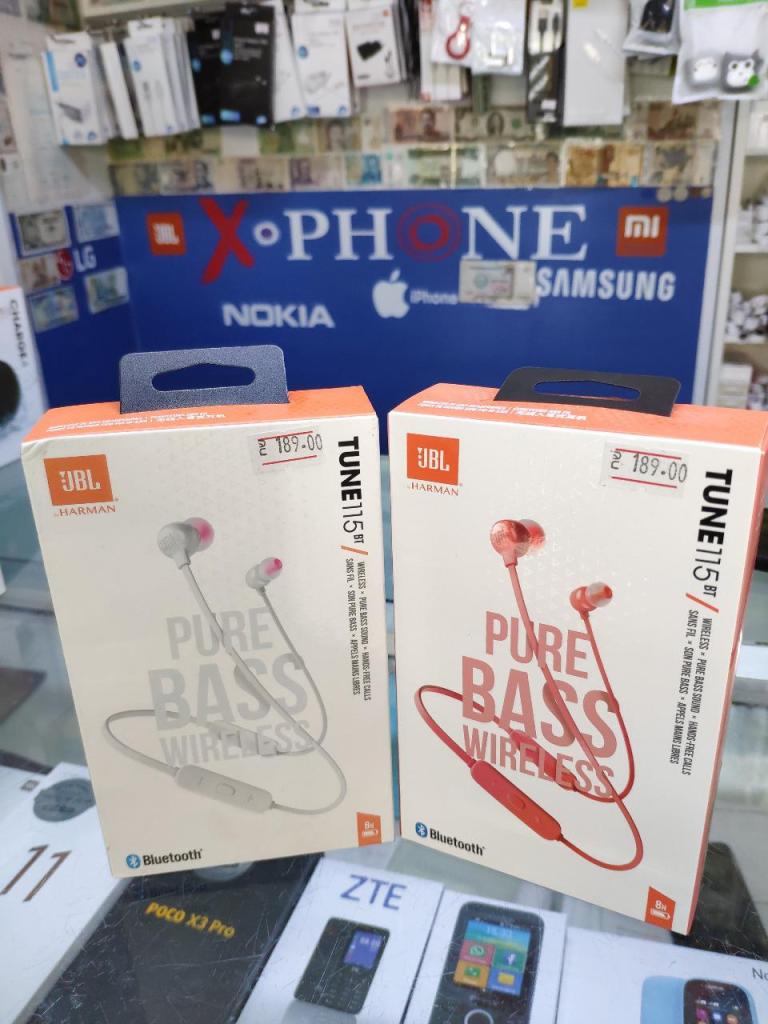 JBL
X-PHONE
mi
LG
NOKIA
iPhone
SAMSUNG
CHARGE
JBL
by HARMAN
189.00
TUNE115BT
WIRELESS × PURE BASS SOUND × HANDS-FREE CALLS
SANS FIL × SON PURE BASS × APPELS MAINS LIBRES
PURE
BASS
WIRELESS
Bluetooth
8H
JBL
by HARMAN
189.00
TUNE115BT
WIRELESS × PURE BASS SOUND × HANDS-FREE CALLS
SANS FIL × SON PURE BASS × APPELS MAINS LIBRES
PURE
BASS
WIRELESS
Bluetooth
8H
11
POCO X3 Pro
ZTE